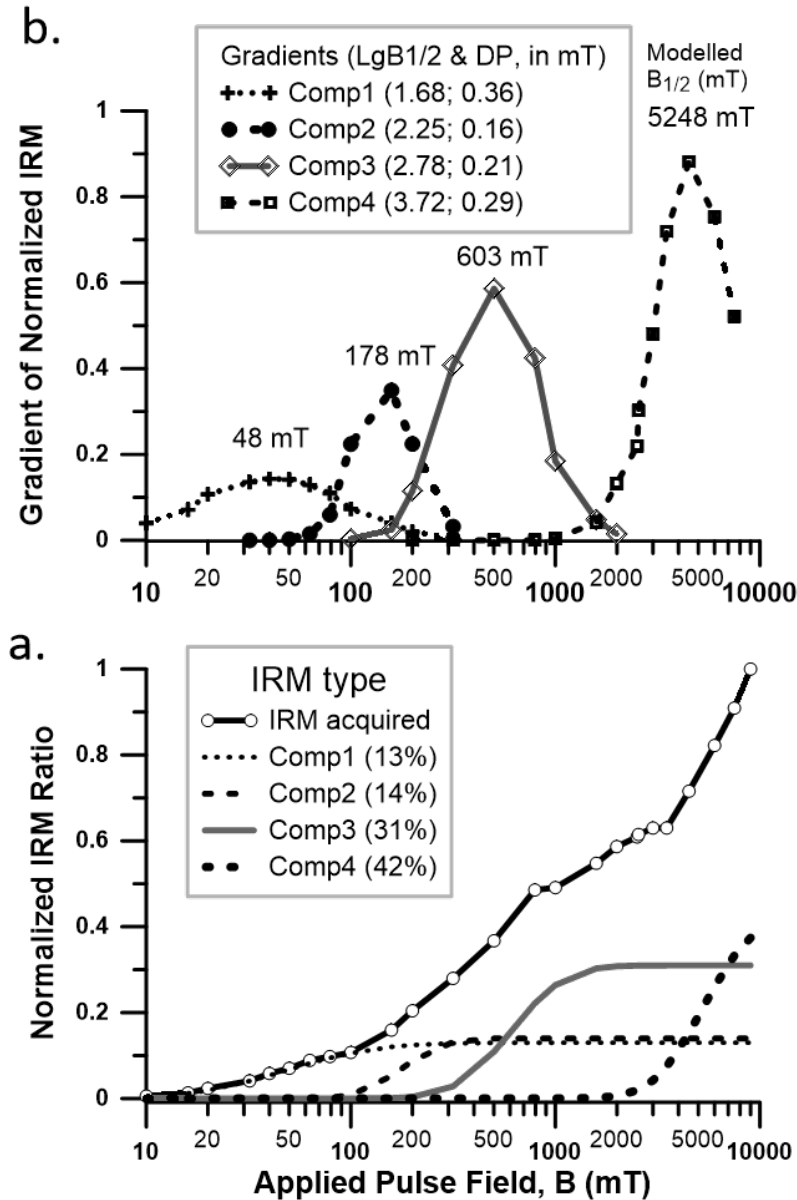 b.
Gradients (LgB1/2 & DP, in mT)
Comp1 (1.68; 0.36)
Comp2 (2.25; 0.16)
Comp3 (2.78; 0.21)
Comp4 (3.72; 0.29)
Modelled
B1/2 (mT)
5248 mT
603 mT
178 mT
48 mT
Gradient of Normalized IRM
1
0.8
0.6
0.4
0.2
0
10 20 50 100 200 500 1000 2000 5000 10000
a.
IRM type
IRM acquired
Comp1 (13%)
Comp2 (14%)
Comp3 (31%)
Comp4 (42%)
Normalized IRM Ratio
1
0.8
0.6
0.4
0.2
0
10 20 50 100 200 500 1000 2000 5000 10000
Applied Pulse Field, B (mT)